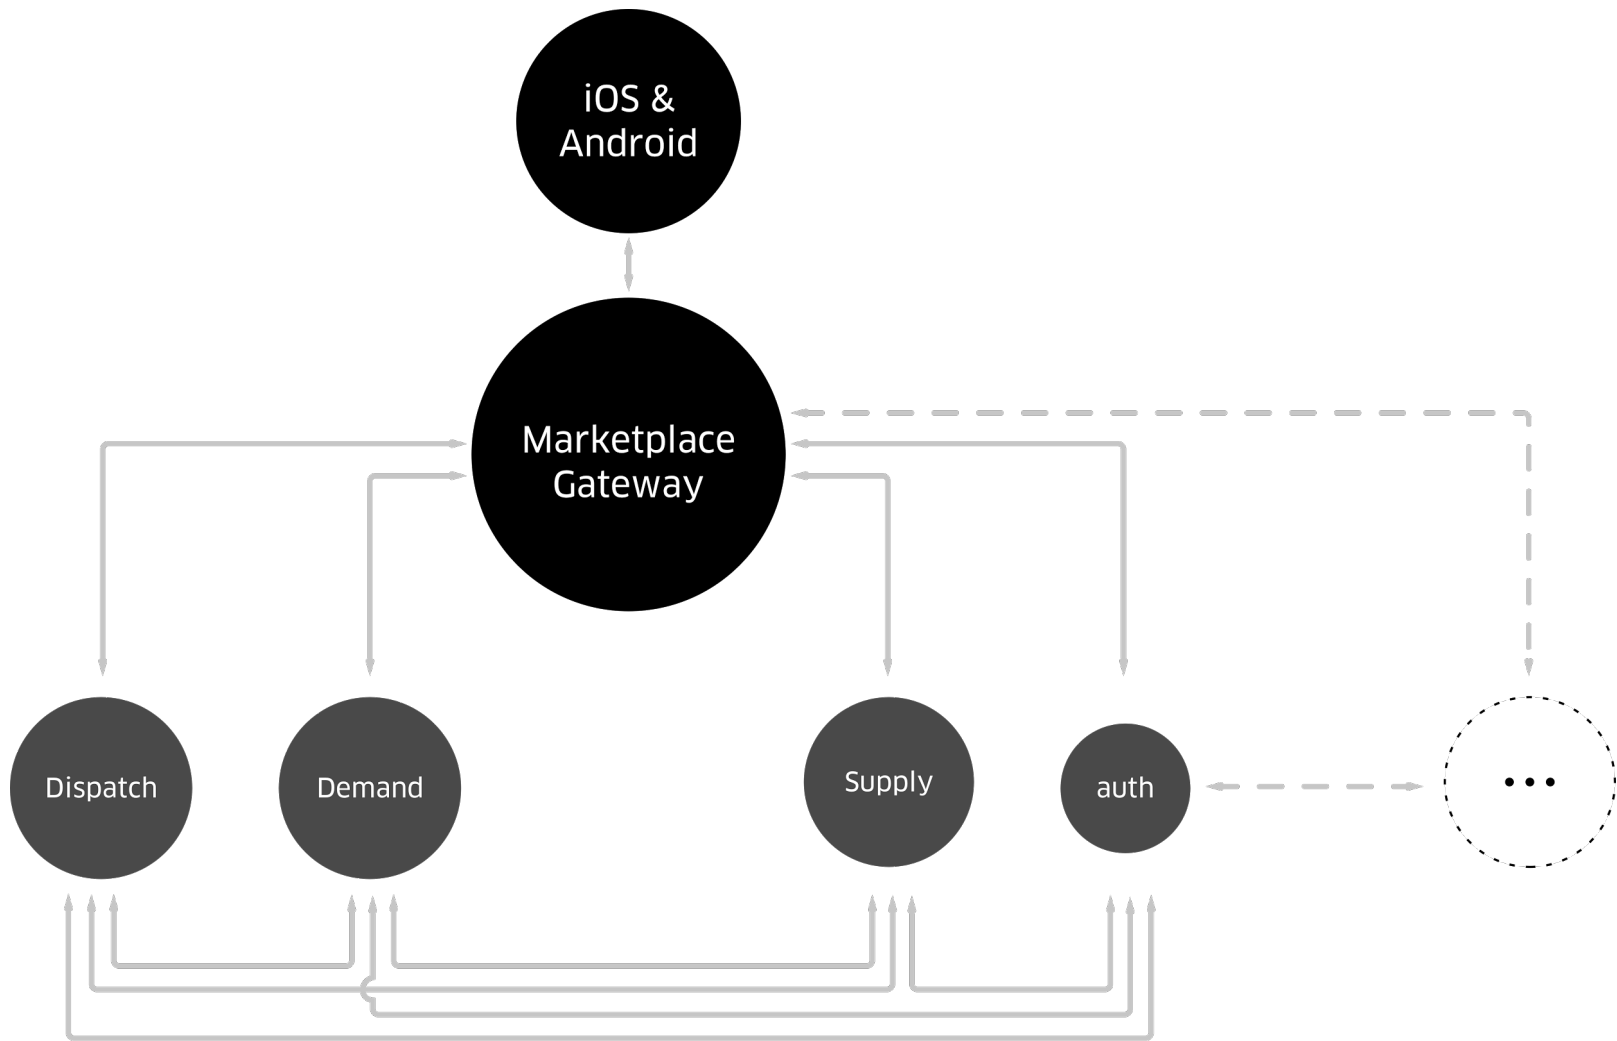 iOS &
Android
Marketplace
Gateway
Dispatch
Demand
Supply
auth
...